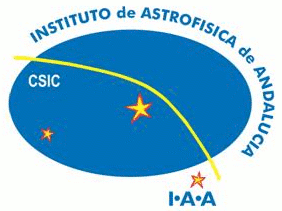 INSTITUTO de ASTROFISICA de ANDALUCIA
CSIC
I·A·A